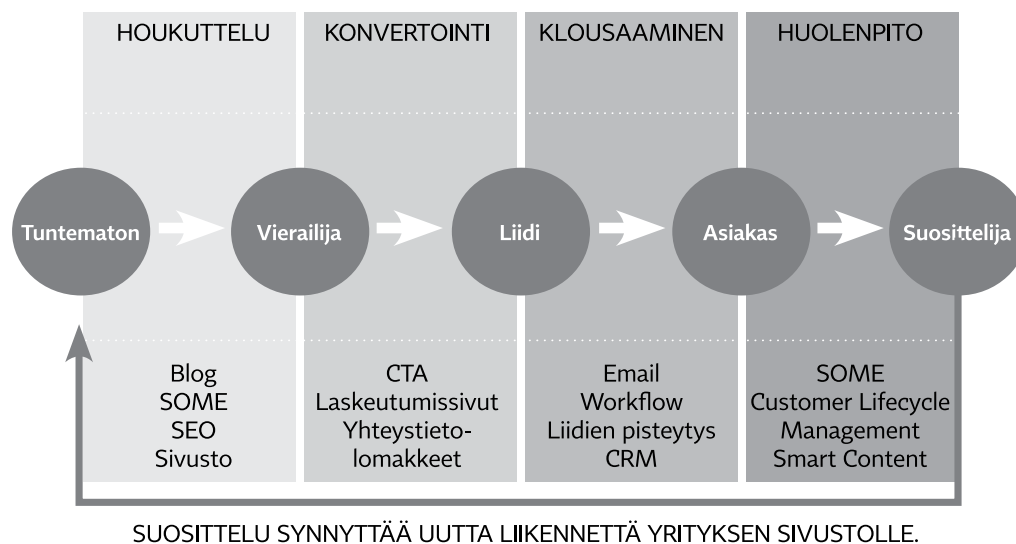 HOUKUTTELU
KONVERTOINTI
KLOUSAAMINEN
HUOLENPITO
Tuntematon
Vierailija
Liidi
Asiakas
Suosittelija
Blog
SOME
SEO
Sivusto
CTA
Laskeutumissivut
Yhteystieto-
lomakkeet
Email
Workflow
Liidien pisteytys
CRM
SOME
Customer Lifecycle
Management
Smart Content
SUOSITTELU SYNNYTTÄÄ UUTTA LIIKENNETTÄ YRITYKSEN SIVUSTOLLE.